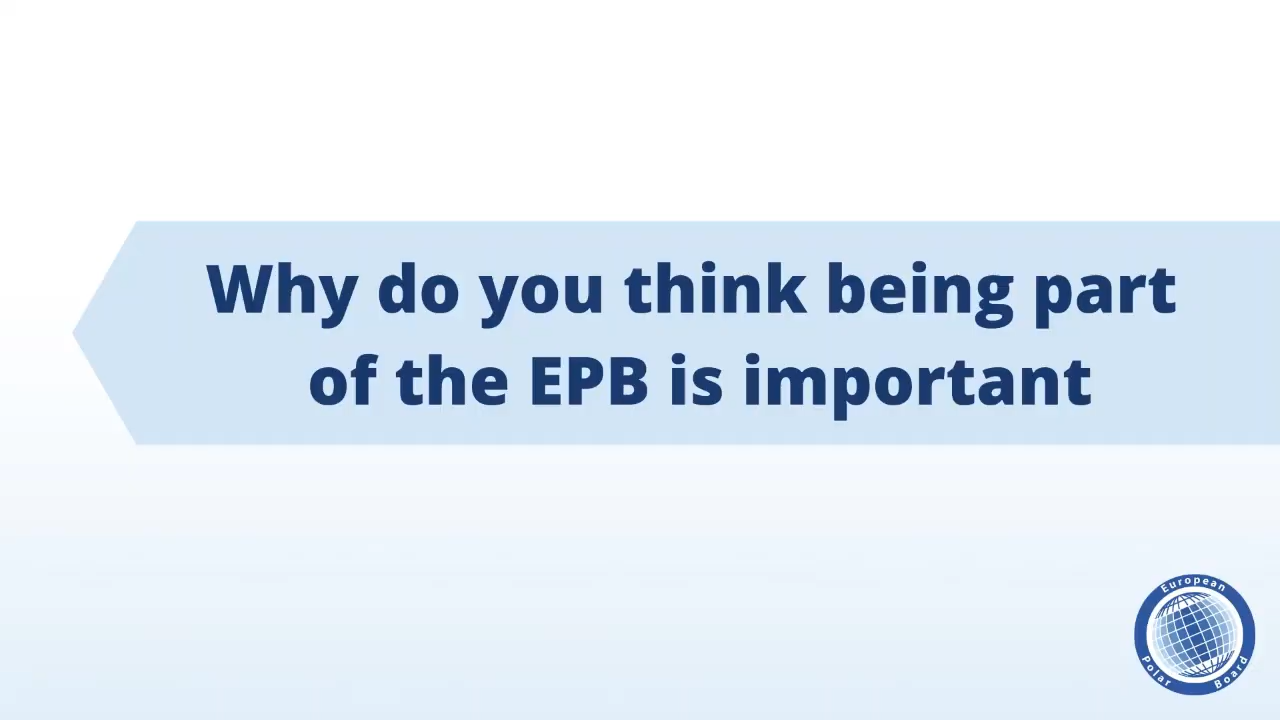 Why do you think being part
of the EPB is important
European
Polar Board